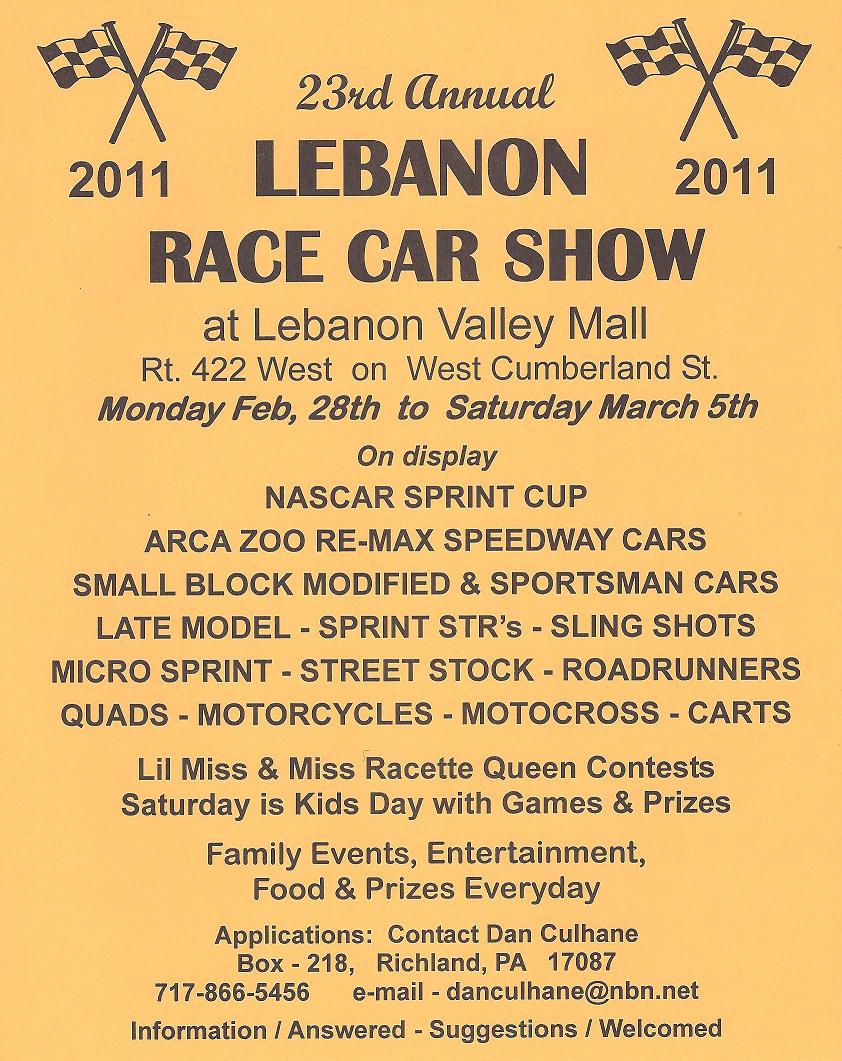 23rd Annual
2011 LEBANON 2011
RACE CAR SHOW
at Lebanon Valley Mall
Rt. 422 West on West Cumberland St.
Monday Feb, 28th to Saturday March 5th
On display
NASCAR SPRINT CUP
ARCA ZOO RE-MAX SPEEDWAY CARS
SMALL BLOCK MODIFIED & SPORTSMAN CARS
LATE MODEL - SPRINT STR's - SLING SHOTS
MICRO SPRINT - STREET STOCK - ROADRUNNERS
QUADS - MOTORCYCLES - MOTOCROSS - CARTS
Lil Miss & Miss Racette Queen Contests
Saturday is Kids Day with Games & Prizes
Family Events, Entertainment,
Food & Prizes Everyday
Applications: Contact Dan Culhane
Box - 218, Richland, PA 17087
717-866-5456 e-mail - danculhane@nbn.net
Information / Answered - Suggestions / Welcomed